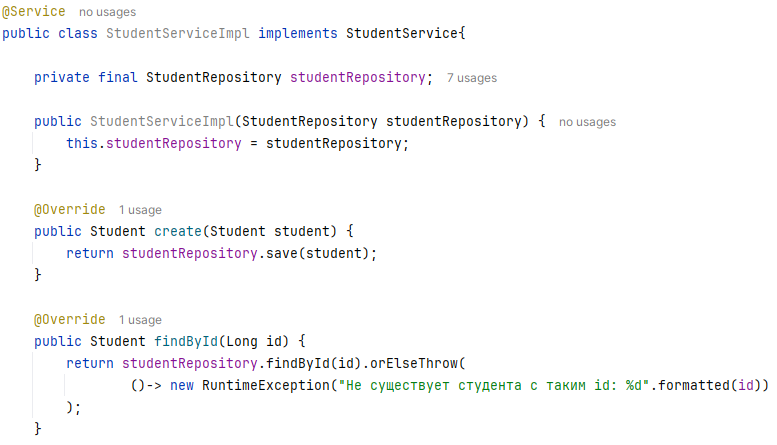 @Service no usages
public class StudentServiceImpl implements StudentService{
private final StudentRepository studentRepository; 7 usages
public StudentServiceImpl(StudentRepository studentRepository) { no usages
this.studentRepository = studentRepository;
}
@Override 1 usage
public Student create(Student student) {
return studentRepository.save(student);
}
@Override 1 usage
public Student findById(Long id) {
return studentRepository.findById(id).orElseThrow(
()-> new RuntimeException("Не существует студента с таким id: %d".formatted(id))
);
}